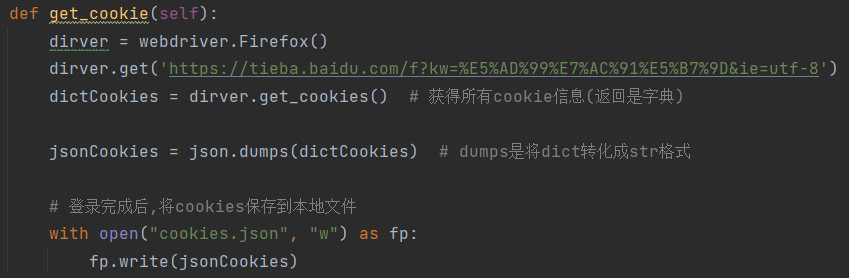 def get_cookie(self):
dirver = webdriver.Firefox()
dirver.get('https://tieba.baidu.com/f?kw=%E5%AD%99%E7%AC%91%E5%B7%9D&ie=utf-8')
dictCookies = dirver.get_cookies()  # 获得所有cookie信息(返回是字典)
jsonCookies = json.dumps(dictCookies)  # dumps是将dict转化成str格式
# 登录完成后,将cookies保存到本地文件
with open("cookies.json", "w") as fp:
fp.write(jsonCookies)